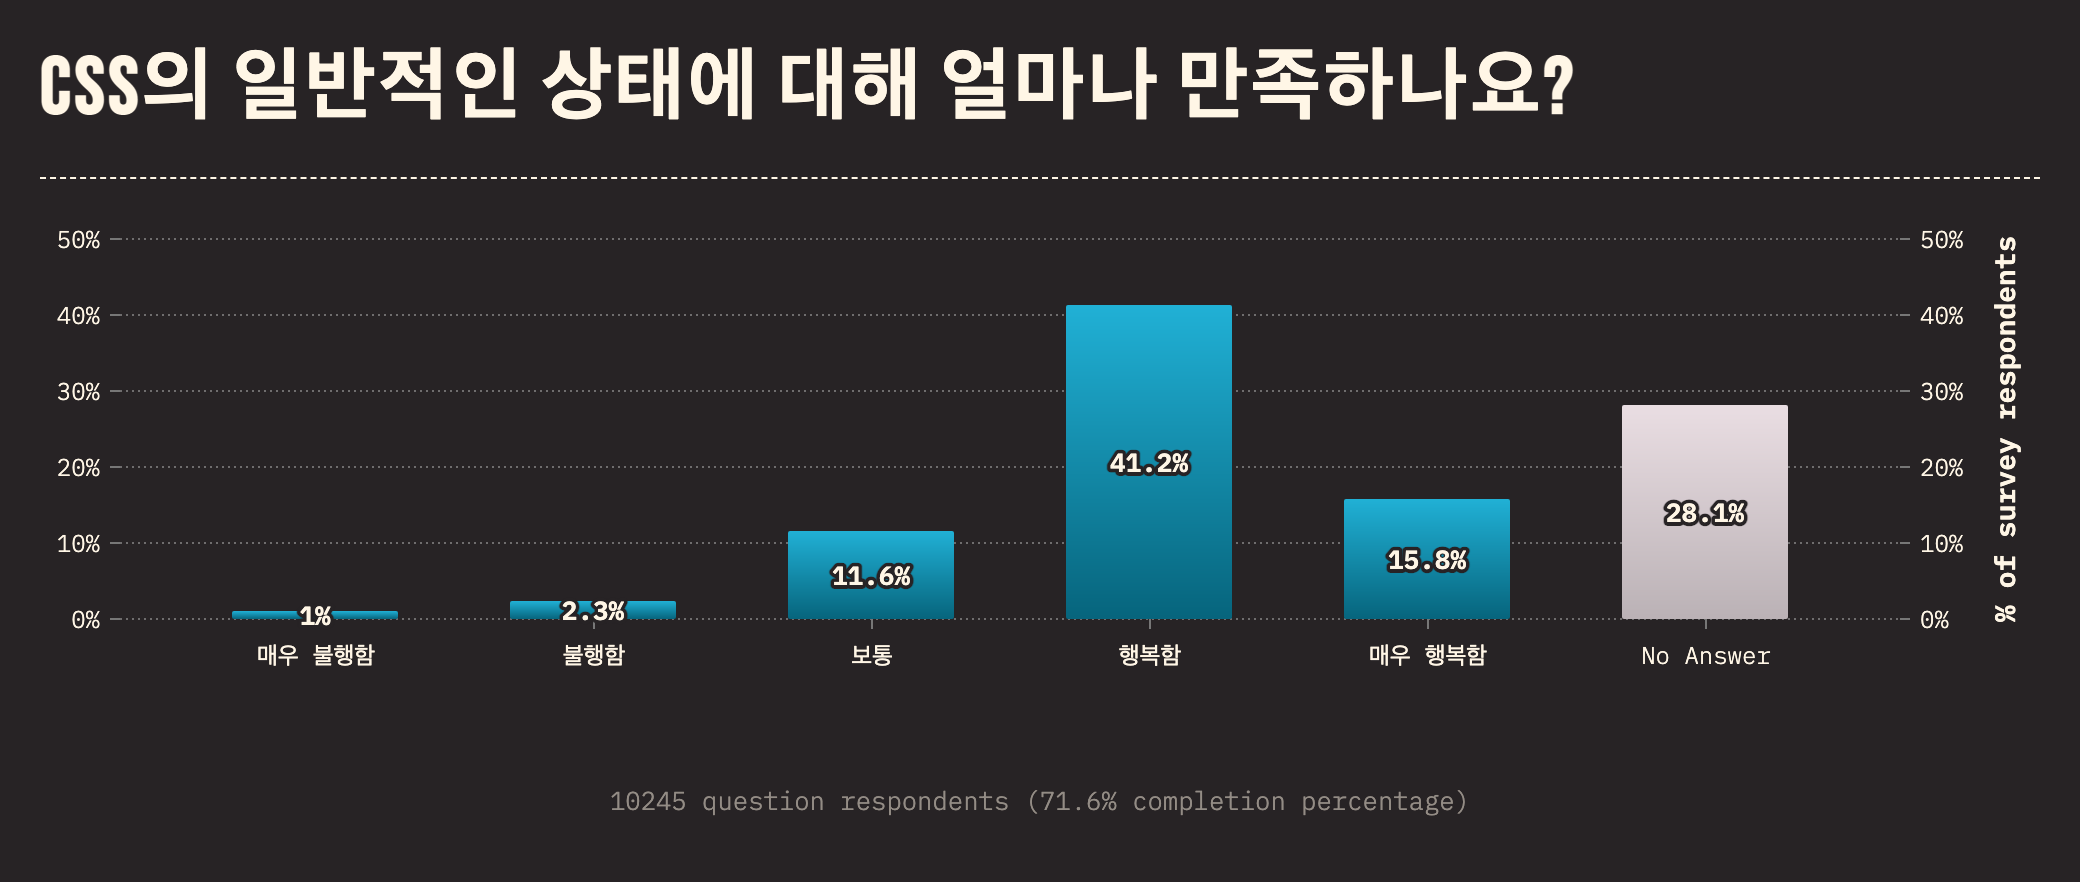 CSS의 일반적인 상태에 대해 얼마나 만족하나요?
50%
40%
30%
20%
10%
0%
50%
40%
30%
20%
10%
0%
% of survey respondents
1%
2.3%
11.6%
41.2%
15.8%
28.1%
매우 불행함
불행함
보통
행복함
매우 행복함
No Answer
10245 question respondents (71.6% completion percentage)